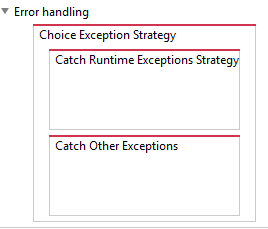 Error handling
Choice Exception Strategy
Catch Runtime Exceptions Strategy
Catch Other Exceptions